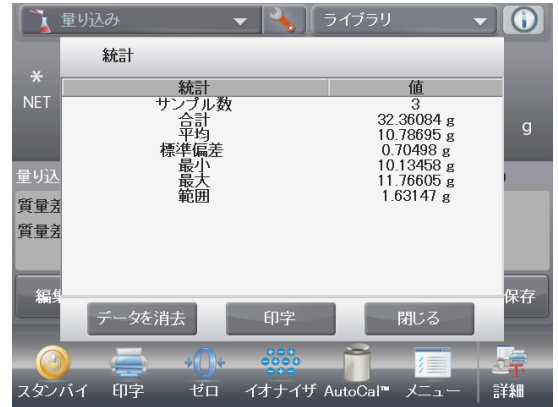 量り込み
ライブラリ
*
NET
g
統計
統計 値
サンプル数 3
合計 32.36084 g
平均 10.78695 g
標準偏差 0.70498 g
最小 10.13458 g
最大 11.76605 g
範囲 1.63147 g
量り込
質量差
質量差
編集
保存
データを消去 印字 閉じる
スタンバイ 印字 ゼロ イオナイザ AutoCal™ メニュー 詳細